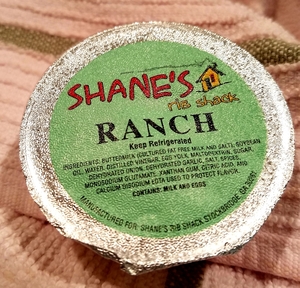 SHANE'S
rib shack
RANCH
Keep Refrigerated
INGREDIENTS: BUTTERMILK (CULTURED FAT FREE MILK AND SALT), SOYBEAN
OIL, WATER, DISTILLED VINEGAR, EGG YOLK, MALTODEXTRIN, SUGAR,
DEHYDRATED ONION, DEHYDRATED GARLIC, SALT, SPICES,
MONOSODIUM GLUTAMATE, XANTHAN GUM, CITRIC ACID, AND
CALCIUM DISODIUM EDTA USED TO PROTECT FLAVOR.
CONTAINS: MILK AND EGGS
MANUFACTURED FOR: SHANE'S RIB SHACK, STOCKBRIDGE, GA